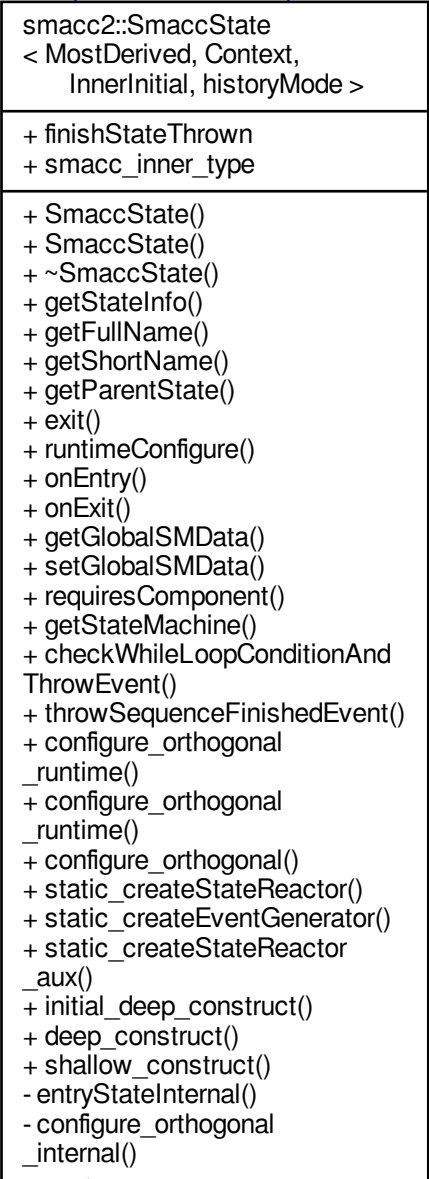 smacc2::SmaccState
< MostDerived, Context,
InnerInitial, historyMode >
+ finishStateThrown
+ smacc_inner_type
+ SmaccState()
+ SmaccState()
+ ~SmaccState()
+ getStateInfo()
+ getFullName()
+ getShortName()
+ getParentState()
+ exit()
+ runtimeConfigure()
+ onEntry()
+ onExit()
+ getGlobalSMData()
+ setGlobalSMData()
+ requiresComponent()
+ getStateMachine()
+ checkWhileLoopConditionAnd
ThrowEvent()
+ throwSequenceFinishedEvent()
+ configure_orthogonal
_runtime()
+ configure_orthogonal
_runtime()
+ configure_orthogonal()
+ static_createStateReactor()
+ static_createEventGenerator()
+ static_createStateReactor
_aux()
+ initial_deep_construct()
+ deep_construct()
+ shallow_construct()
- entryStateInternal()
- configure_orthogonal
_internal()